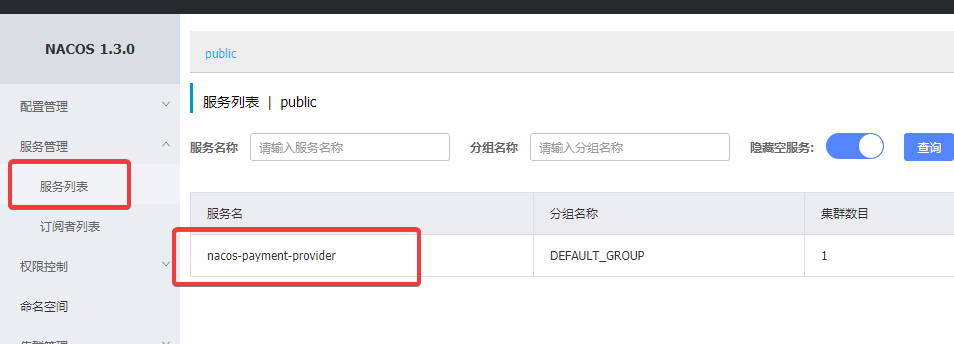 NACOS 1.3.0
配置管理
服务管理
服务列表
订阅者列表
权限控制
命名空间
集群管理
public
服务列表 | public
服务名称 请输入服务名称 分组名称 请输入分组名称 隐藏空服务: 查询
服务名 分组名称 集群数目
nacos-payment-provider DEFAULT_GROUP 1